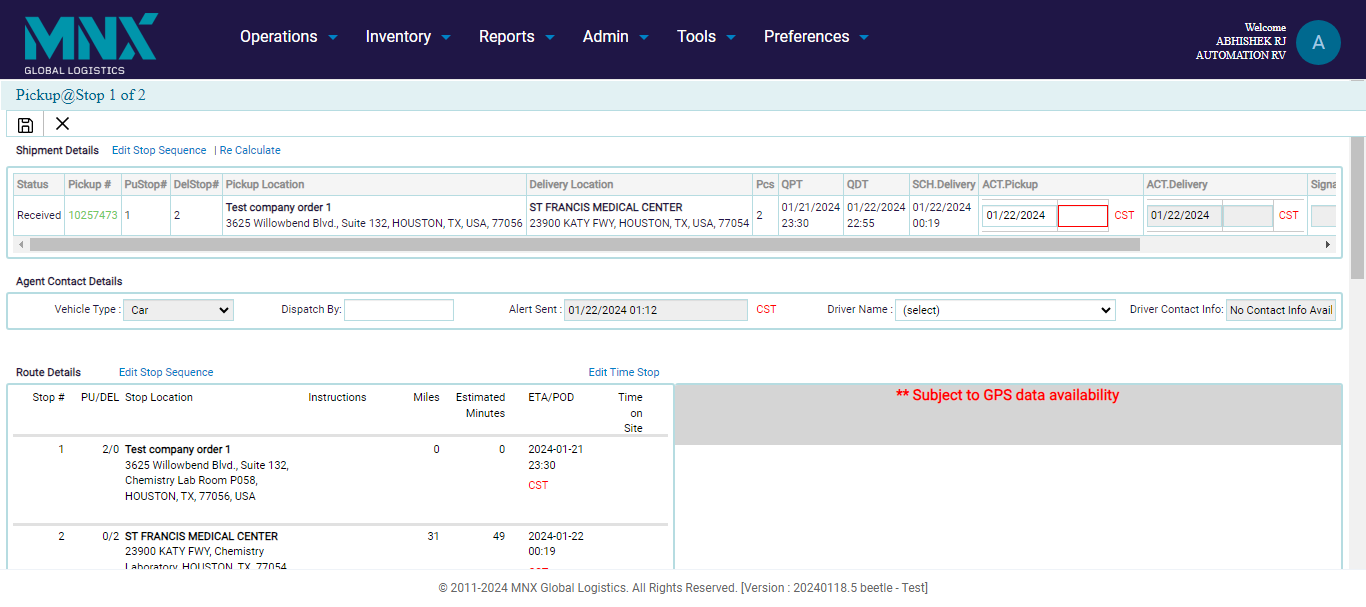 MNX
GLOBAL LOGISTICS
Operations Inventory Reports Admin Tools Preferences
Welcome
ABHISHEK RJ
AUTOMATION RV
A
Pickup@Stop 1 of 2
Shipment Details Edit Stop Sequence | Re Calculate
Status Pickup # PuStop# DelStop# Pickup Location Delivery Location Pcs QPT QDT SCH.Delivery ACT.Pickup ACT.Delivery Signa
Received 10257473 1 2 Test company order 1 ST FRANCIS MEDICAL CENTER 2 01/21/2024 01/22/2024 01/22/2024 01/22/2024 CST 01/22/2024 CST
3625 Willowbend Blvd., Suite 132, HOUSTON, TX, USA, 77056 23900 KATY FWY, HOUSTON, TX, USA, 77054 23:30 22:55 00:19
Agent Contact Details
Vehicle Type : Car Dispatch By: Alert Sent : 01/22/2024 01:12 CST Driver Name : (select) Driver Contact Info: No Contact Info Avail
Route Details Edit Stop Sequence Edit Time Stop
Stop # PU/DEL Stop Location Instructions Miles Estimated Minutes ETA/POD Time on Site
1 2/0 Test company order 1 0 0 2024-01-21
3625 Willowbend Blvd., Suite 132, 23:30
Chemistry Lab Room P058, CST
HOUSTON, TX, 77056, USA
2 0/2 ST FRANCIS MEDICAL CENTER 31 49 2024-01-22
23900 KATY FWY, Chemistry 00:19
Laboratory, HOUSTON, TX, 77054 CST
** Subject to GPS data availability
© 2011-2024 MNX Global Logistics. All Rights Reserved. [Version : 20240118.5 beetle - Test]